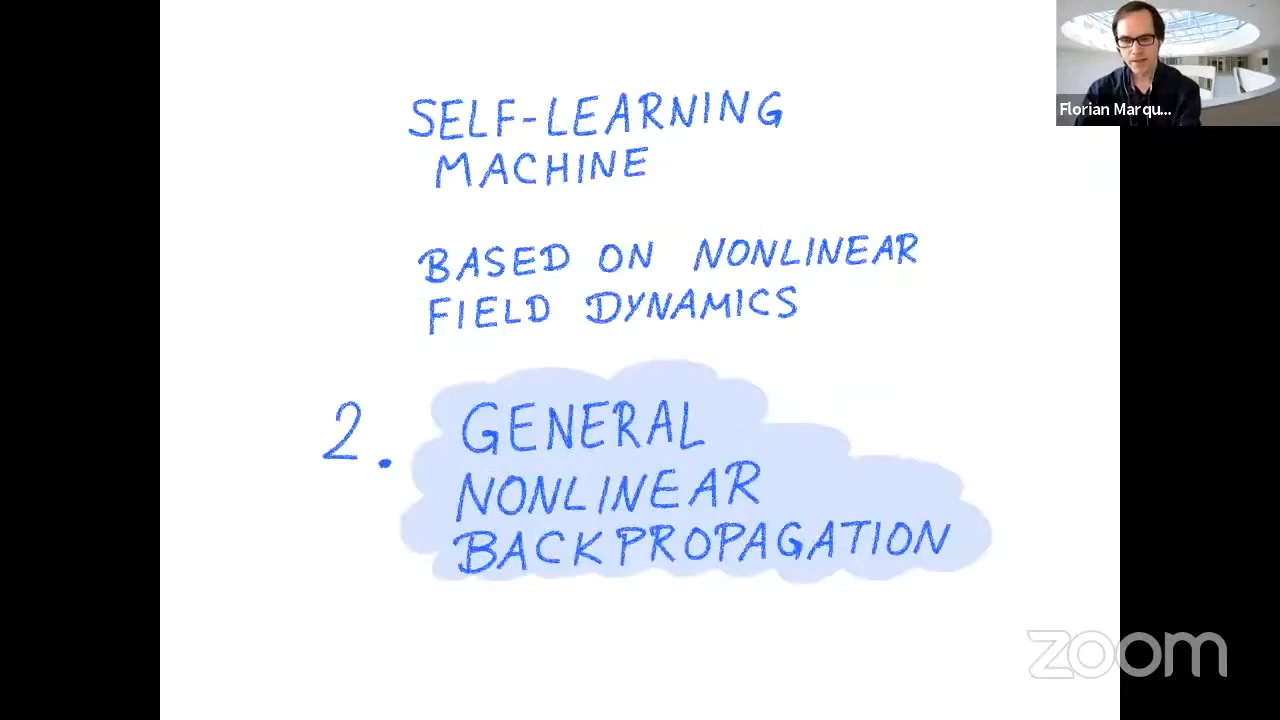 SELF-LEARNING
MACHINE
BASED ON NONLINEAR
FIELD DYNAMICS
2. GENERAL
NONLINEAR
BACKPROPAGATION
Florian Marqu...
zoom